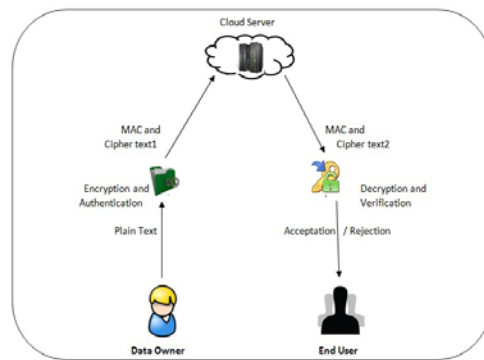 Cloud Server
MAC and
Cipher text1
MAC and
Cipher text2
Encryption and
Authentication
Decryption and
Verification
Plain Text
Acceptation / Rejection
Data Owner
End User